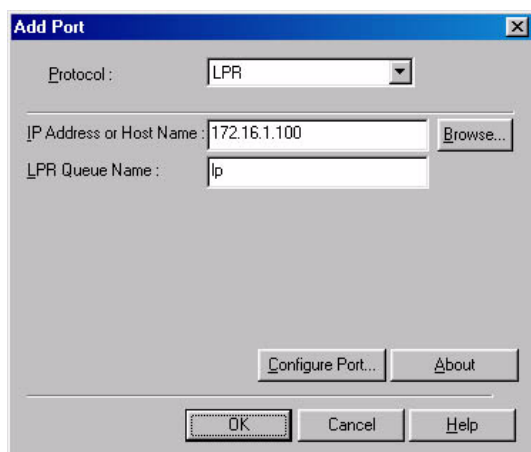 Add Port
Protocol : LPR
IP Address or Host Name : 172.16.1.100 Browse...
LPR Queue Name : lp
Configure Port... About
OK Cancel Help